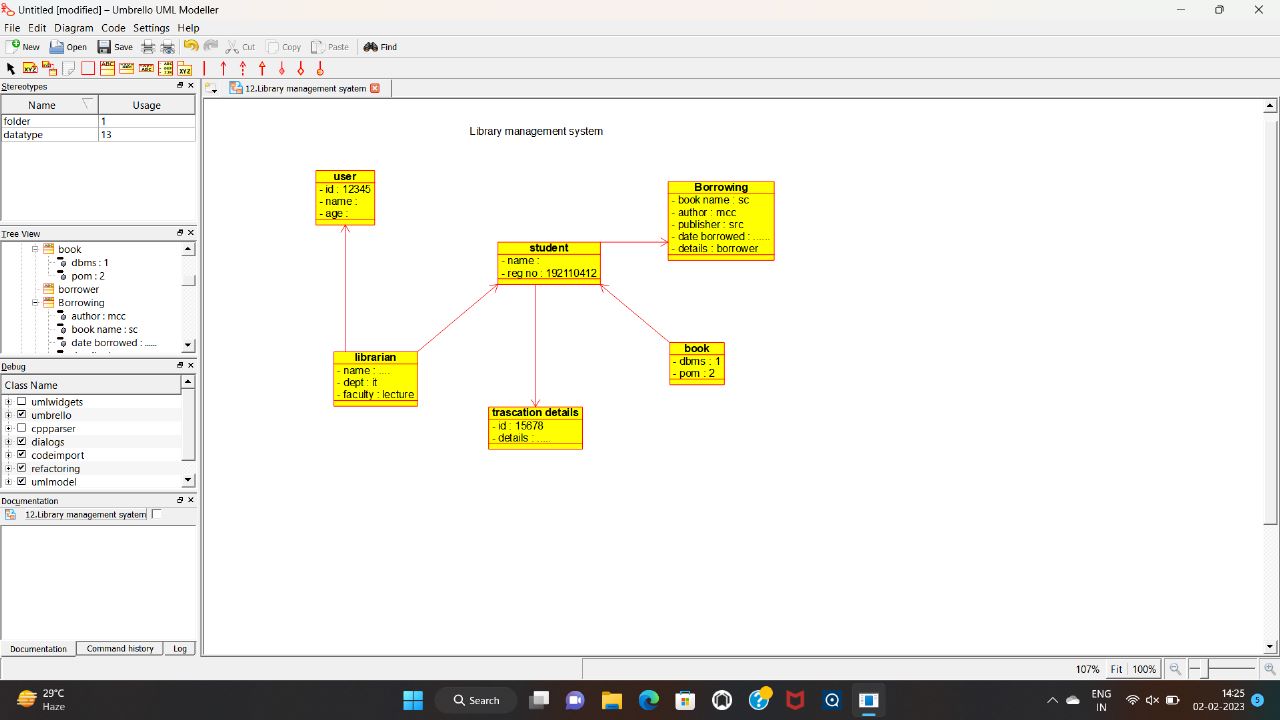 Untitled [modified] – Umbrello UML Modeller
File Edit Diagram Code Settings Help
New Open Save Cut Copy Paste Find
Stereotypes
Name Usage
folder 1
datatype 13
Tree View
book
dbms : 1
pom : 2
borrower
Borrowing
author : mcc
book name : sc
date borrowed : ......
Debug
Class Name
umlwidgets
umbrello
cppparser
dialogs
codeimport
refactoring
umlmodel
Documentation
12.Library management syatem
Documentation Command history Log
12.Library management syatem
Library management system
user
- id : 12345
- name :
- age :
Borrowing
- book name : sc
- author : mcc
- publisher : src
- date borrowed : ......
- details : borrower
student
- name :
- reg no : 192110412
librarian
- name : ....
- dept : it
- faculty : lecture
book
- dbms : 1
- pom : 2
trascation details
- id : 15678
- details : .....
107% Fit 100%
29°C
Haze
Search
ENG
IN
14:25
02-02-2023
5